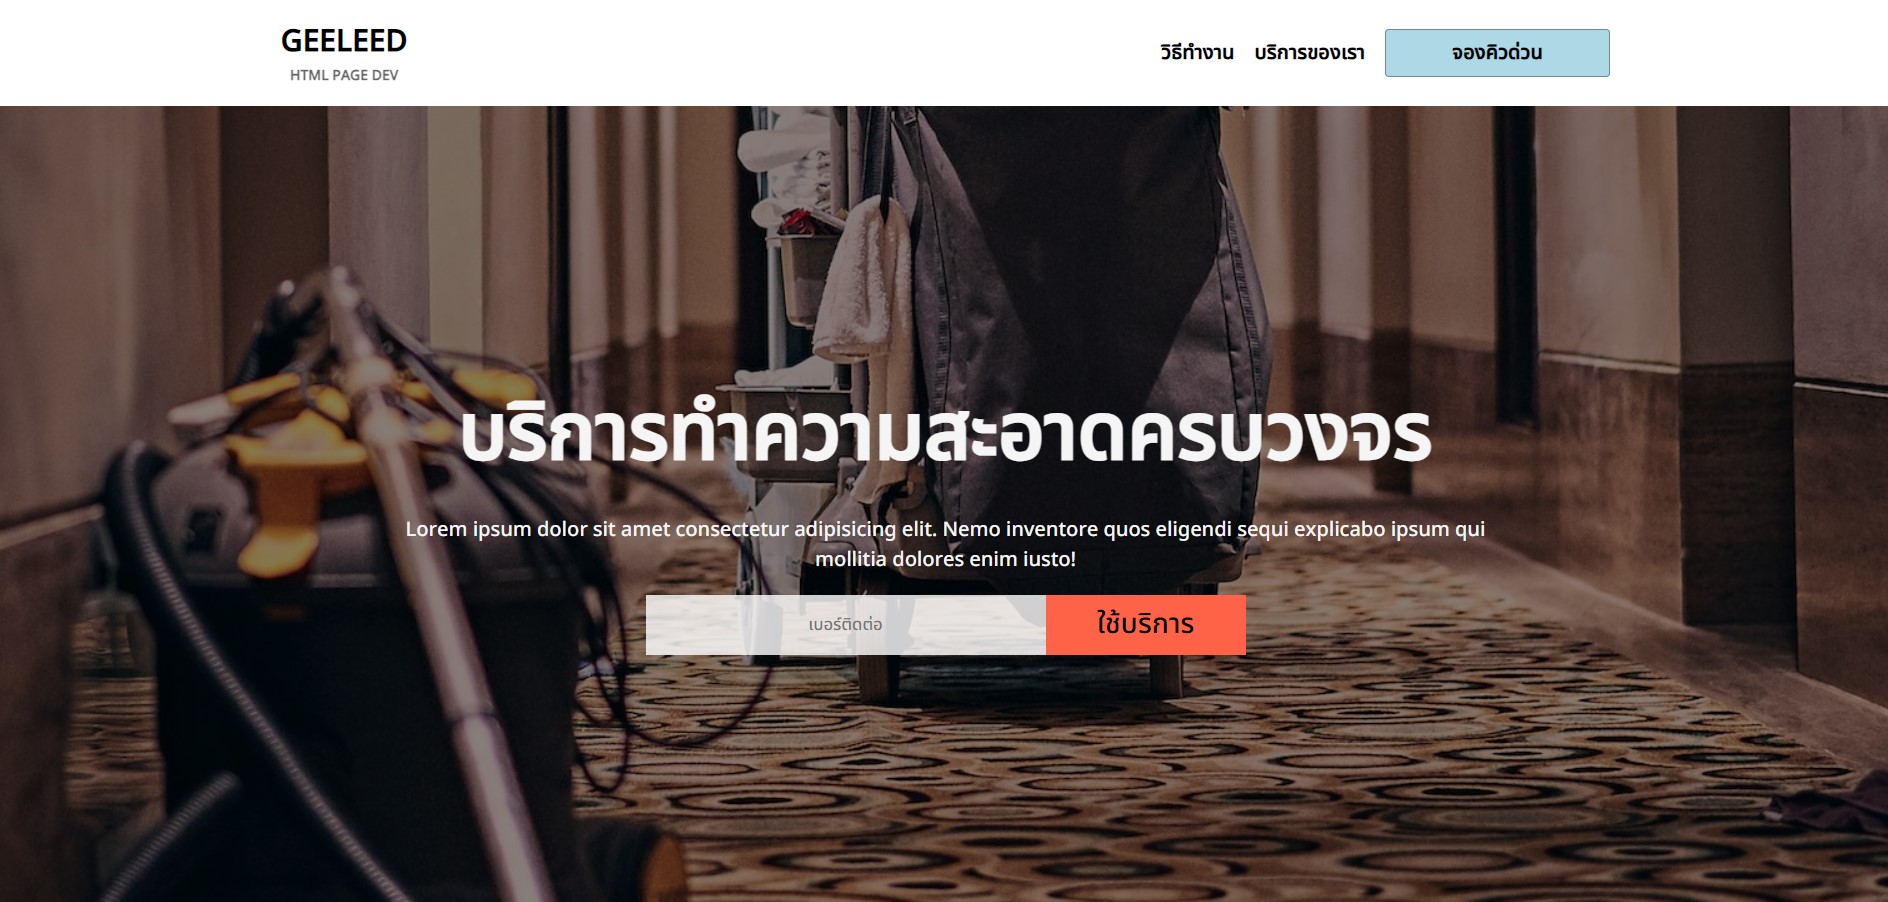 GEELEED
HTML PAGE DEV
วิธีทำงาน
บริการของเรา
จองคิวด่วน
บริการทำความสะอาดครบวงจร
Lorem ipsum dolor sit amet consectetur adipisicing elit. Nemo inventore quos eligendi sequi explicabo ipsum qui
mollitia dolores enim iusto!
เบอร์ติดต่อ
ใช้บริการ